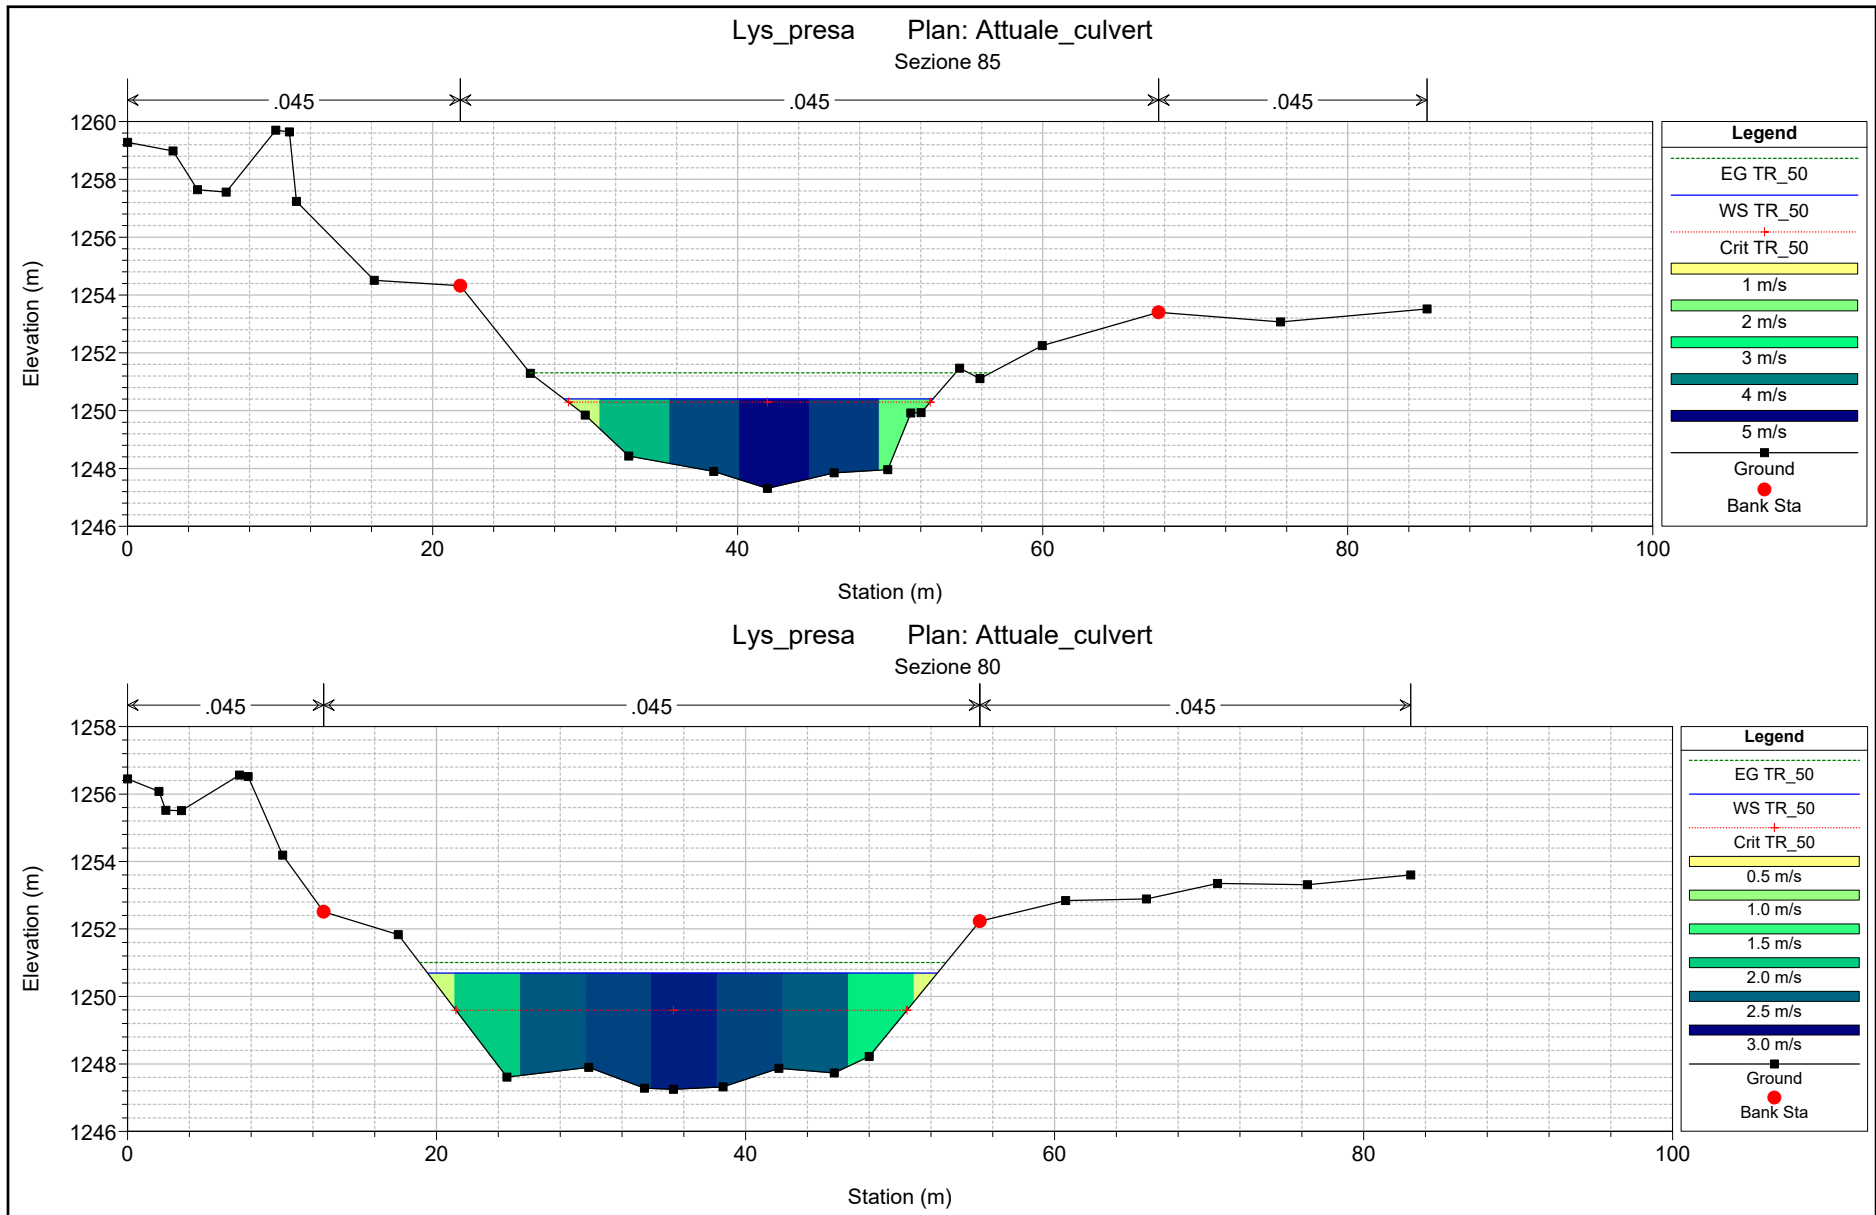 Lys_presa Plan: Attuale_culvert
Sezione 85
.045 .045 .045
Elevation (m)
1260
1258
1256
1254
1252
1250
1248
1246
0 20 40 60 80 100
Station (m)
Legend
EG TR_50
WS TR_50
Crit TR_50
1 m/s
2 m/s
3 m/s
4 m/s
5 m/s
Ground
Bank Sta
Lys_presa Plan: Attuale_culvert
Sezione 80
.045 .045 .045
Elevation (m)
1258
1256
1254
1252
1250
1248
1246
0 20 40 60 80 100
Station (m)
Legend
EG TR_50
WS TR_50
Crit TR_50
0.5 m/s
1.0 m/s
1.5 m/s
2.0 m/s
2.5 m/s
3.0 m/s
Ground
Bank Sta